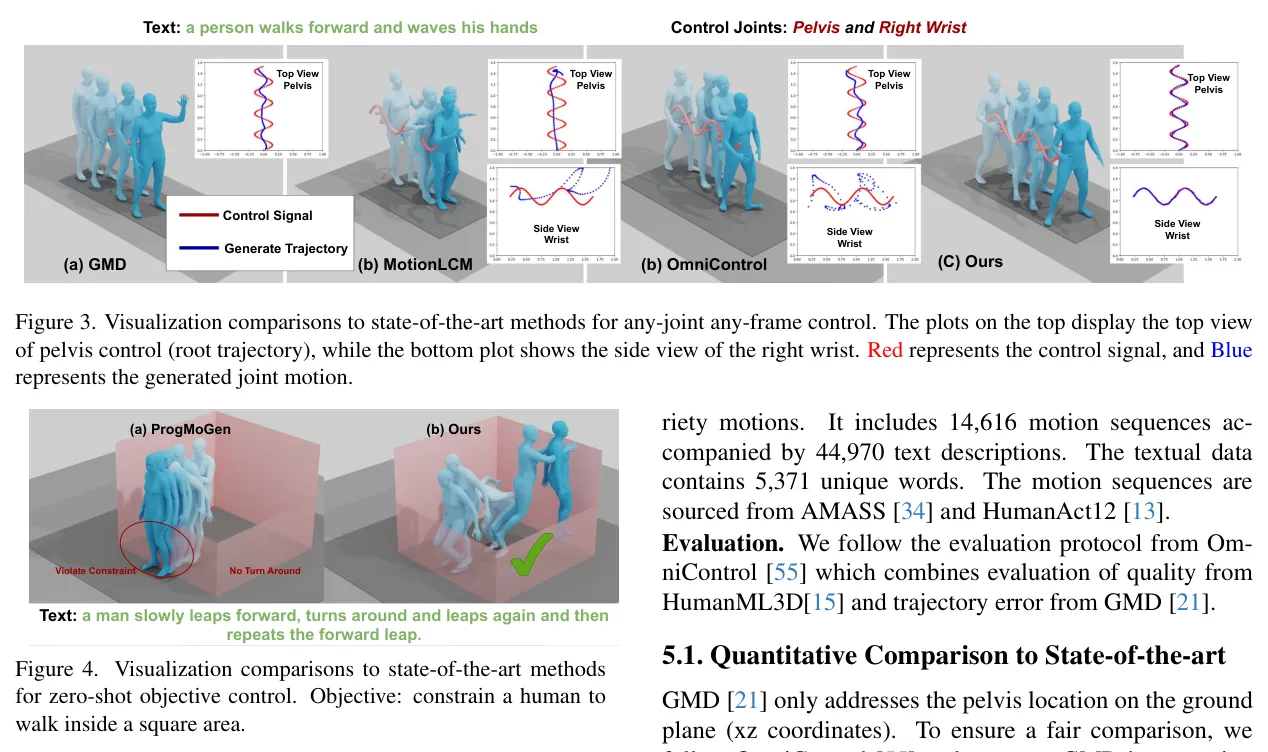 Text: a person walks forward and waves his hands
Control Joints: Pelvis and Right Wrist
Top View
Pelvis
Top View
Pelvis
Top View
Pelvis
Top View
Pelvis
Side View
Wrist
Side View
Wrist
Side View
Wrist
Control Signal
Generate Trajectory
(a) GMD
(b) MotionLCM
(b) OmniControl
(C) Ours
Figure 3. Visualization comparisons to state-of-the-art methods for any-joint any-frame control. The plots on the top display the top view
of pelvis control (root trajectory), while the bottom plot shows the side view of the right wrist. Red represents the control signal, and Blue
represents the generated joint motion.
(a) ProgMoGen
(b) Ours
Violate Constraint
No Turn Around
Text: a man slowly leaps forward, turns around and leaps again and then
repeats the forward leap.
Figure 4. Visualization comparisons to state-of-the-art methods
for zero-shot objective control. Objective: constrain a human to
walk inside a square area.
riety motions. It includes 14,616 motion sequences ac-
companied by 44,970 text descriptions. The textual data
contains 5,371 unique words. The motion sequences are
sourced from AMASS [34] and HumanAct12 [13].
Evaluation. We follow the evaluation protocol from Om-
niControl [55] which combines evaluation of quality from
HumanML3D[15] and trajectory error from GMD [21].
5.1. Quantitative Comparison to State-of-the-art
GMD [21] only addresses the pelvis location on the ground
plane (xz coordinates). To ensure a fair comparison, we